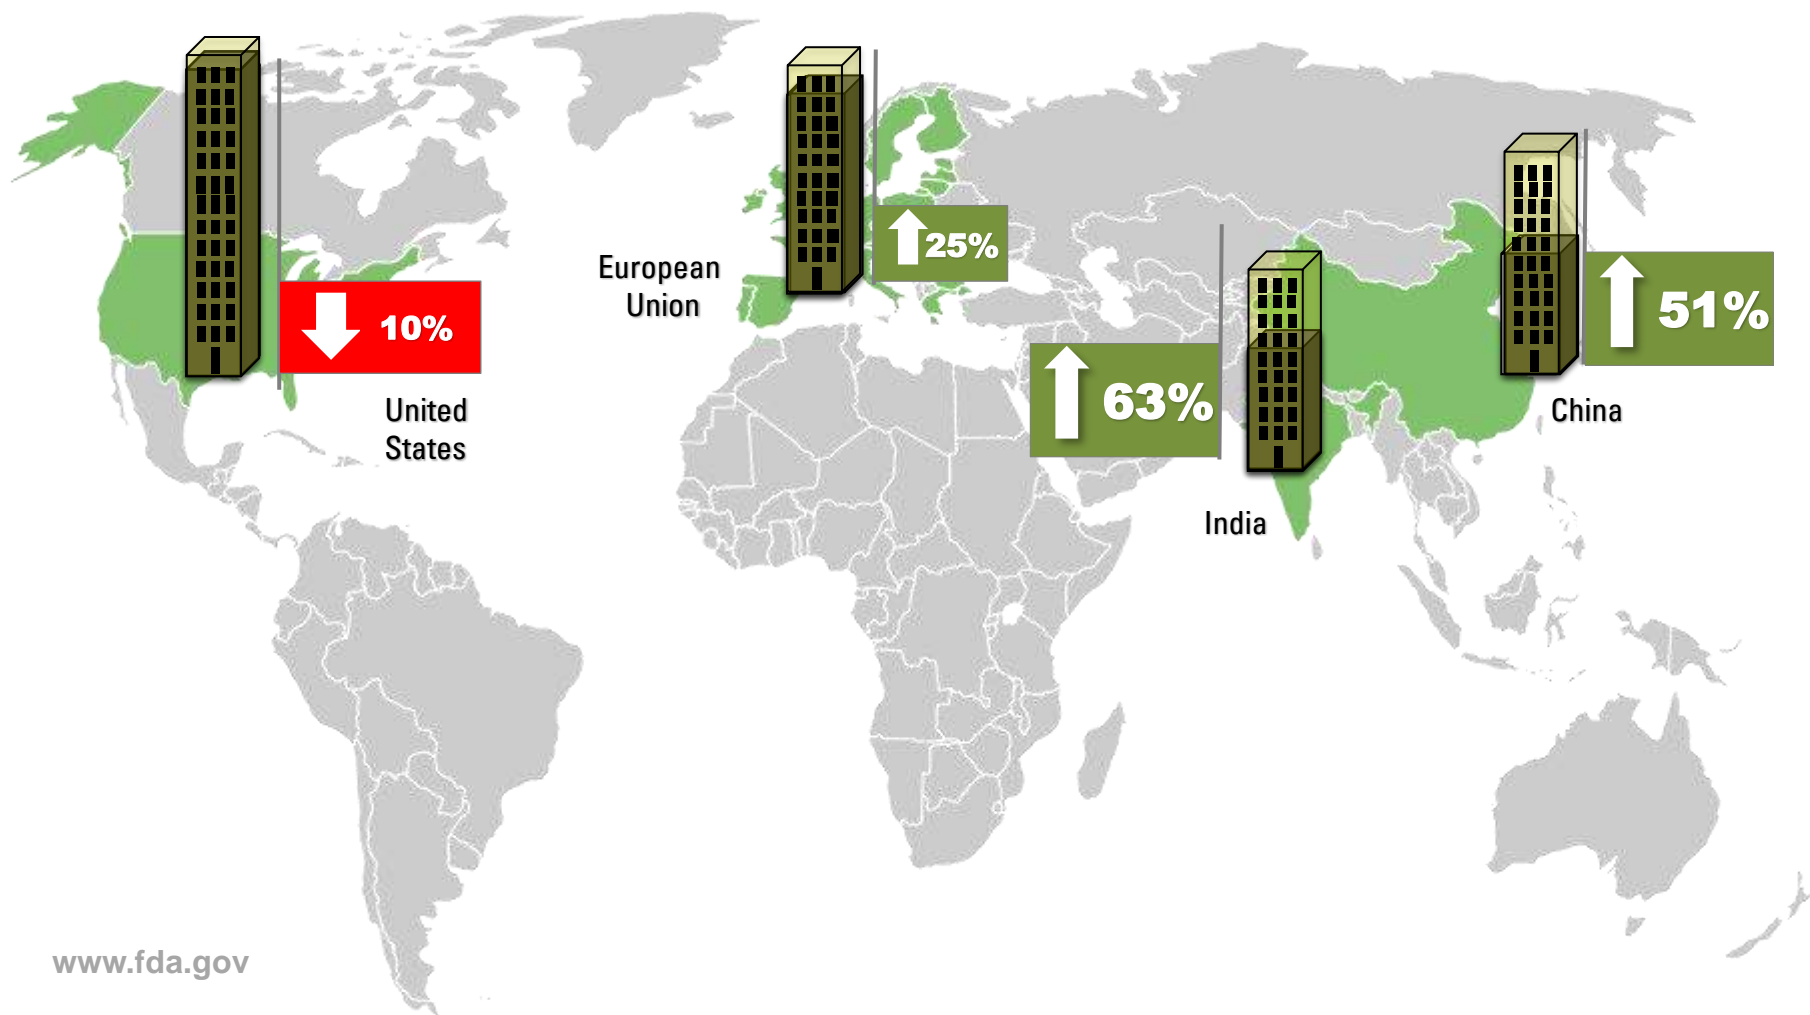 25%
European
Union
10%
51%
63%
United
States
China
India
www.fda.gov